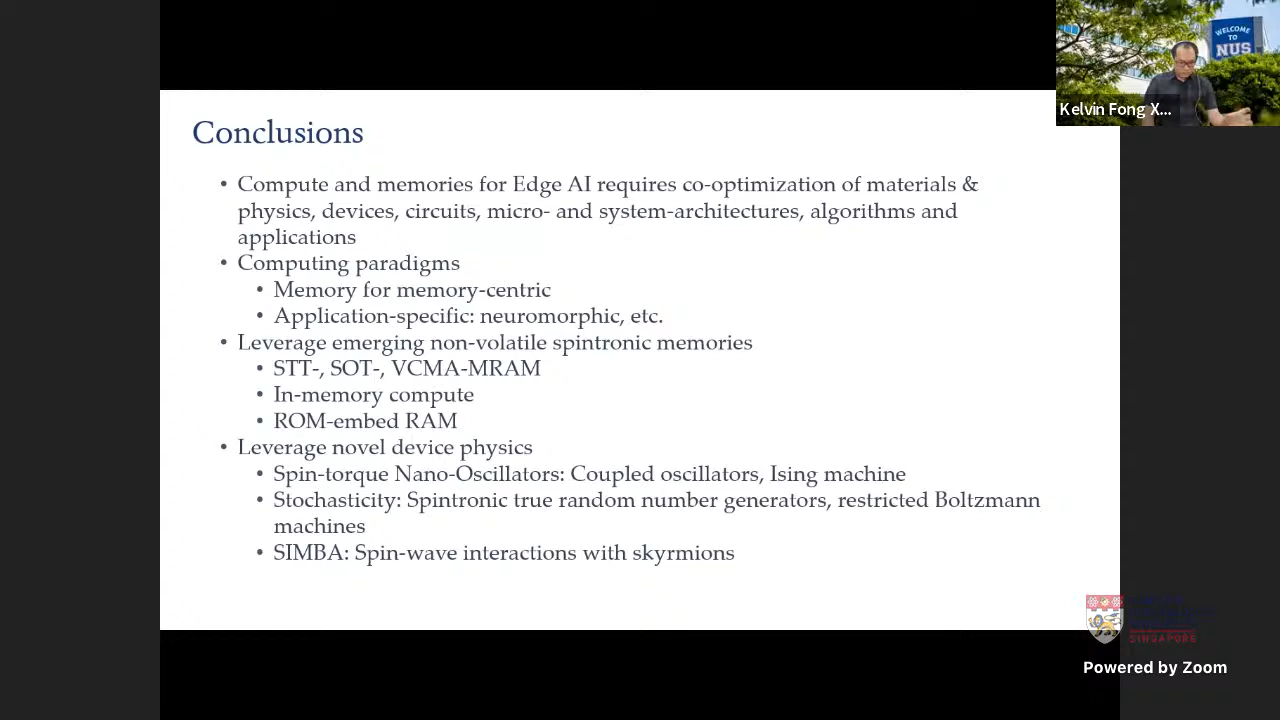 WELCOME
TO
NUS
Kelvin Fong X...
Conclusions
• Compute and memories for Edge AI requires co-optimization of materials &
physics, devices, circuits, micro- and system-architectures, algorithms and
applications
• Computing paradigms
• Memory for memory-centric
• Application-specific: neuromorphic, etc.
• Leverage emerging non-volatile spintronic memories
• STT-, SOT-, VCMA-MRAM
• In-memory compute
• ROM-embed RAM
• Leverage novel device physics
• Spin-torque Nano-Oscillators: Coupled oscillators, Ising machine
• Stochasticity: Spintronic true random number generators, restricted Boltzmann
machines
• SIMBA: Spin-wave interactions with skyrmions
SINGAPORE
Powered by Zoom